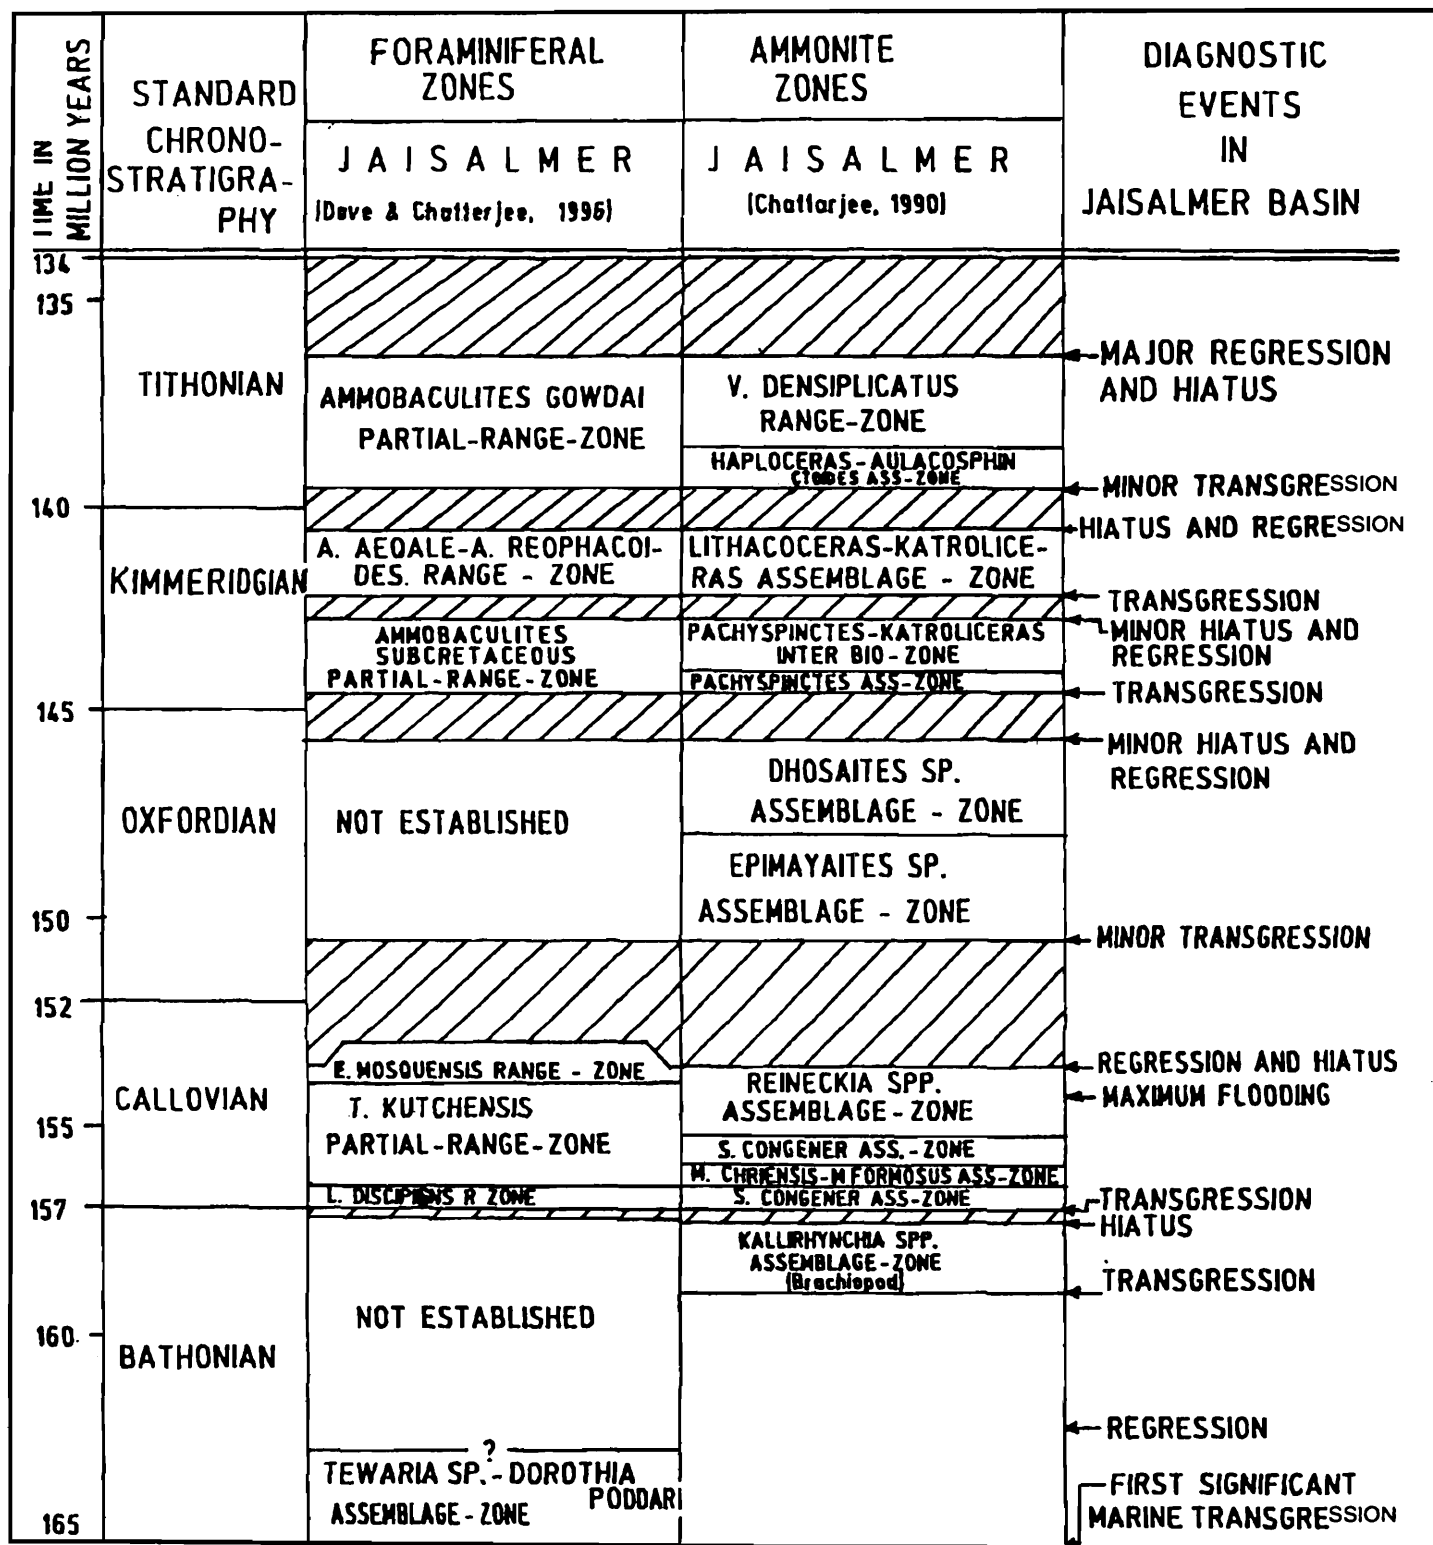 TIME IN
MILLION YEARS
STANDARD
CHRONO-
STRATIGRA-
PHY
FORAMINIFERAL
ZONES
JAISALMER
(Dave & Chatterjee, 1996)
AMMONITE
ZONES
JAISALMER
(Chattarjee, 1990)
DIAGNOSTIC
EVENTS
IN
JAISALMER BASIN
134
135
140
145
150
152
155
157
160
165
TITHONIAN
KIMMERIDGIAN
OXFORDIAN
CALLOVIAN
BATHONIAN
AMMOBACULITES GOWDAI
PARTIAL-RANGE-ZONE
A. AEQALE-A. REOPHACOI-
DES. RANGE - ZONE
AMMOBACULITES
SUBCRETACEOUS
PARTIAL-RANGE-ZONE
NOT ESTABLISHED
E. MOSQUENSIS RANGE - ZONE
T. KUTCHENSIS
PARTIAL-RANGE-ZONE
L. DISCIPIENS R ZONE
NOT ESTABLISHED
?
TEWARIA SP.-DOROTHIA
PODDARI
ASSEMBLAGE-ZONE
V. DENSIPLICATUS
RANGE-ZONE
HAPLOCERAS-AULACOSPHIN
CTOIDES ASS-ZONE
LITHACOCERAS-KATROLICE-
RAS ASSEMBLAGE - ZONE
PACHYSPINCTES-KATROLICERAS
INTER BIO-ZONE
PACHYSPINCTES ASS-ZONE
DHOSAITES SP.
ASSEMBLAGE - ZONE
EPIMAYAITES SP.
ASSEMBLAGE - ZONE
REINECKIA SPP.
ASSEMBLAGE-ZONE
S. CONGENER ASS.-ZONE
M. CHRIENSIS-M FORMOSUS ASS-ZONE
S. CONGENER ASS-ZONE
KALLIRHYNCHIA SPP.
ASSEMBLAGE-ZONE
(Brachiopod)
MAJOR REGRESSION
AND HIATUS
MINOR TRANSGRESSION
HIATUS AND REGRESSION
TRANSGRESSION
MINOR HIATUS AND
REGRESSION
TRANSGRESSION
MINOR HIATUS AND
REGRESSION
MINOR TRANSGRESSION
REGRESSION AND HIATUS
MAXIMUM FLOODING
TRANSGRESSION
HIATUS
TRANSGRESSION
REGRESSION
FIRST SIGNIFICANT
MARINE TRANSGRESSION